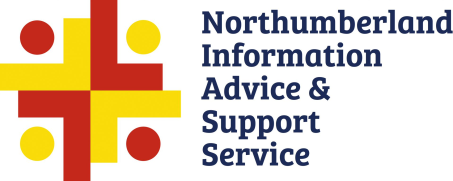 Northumberland
Information
Advice &
Support
Service